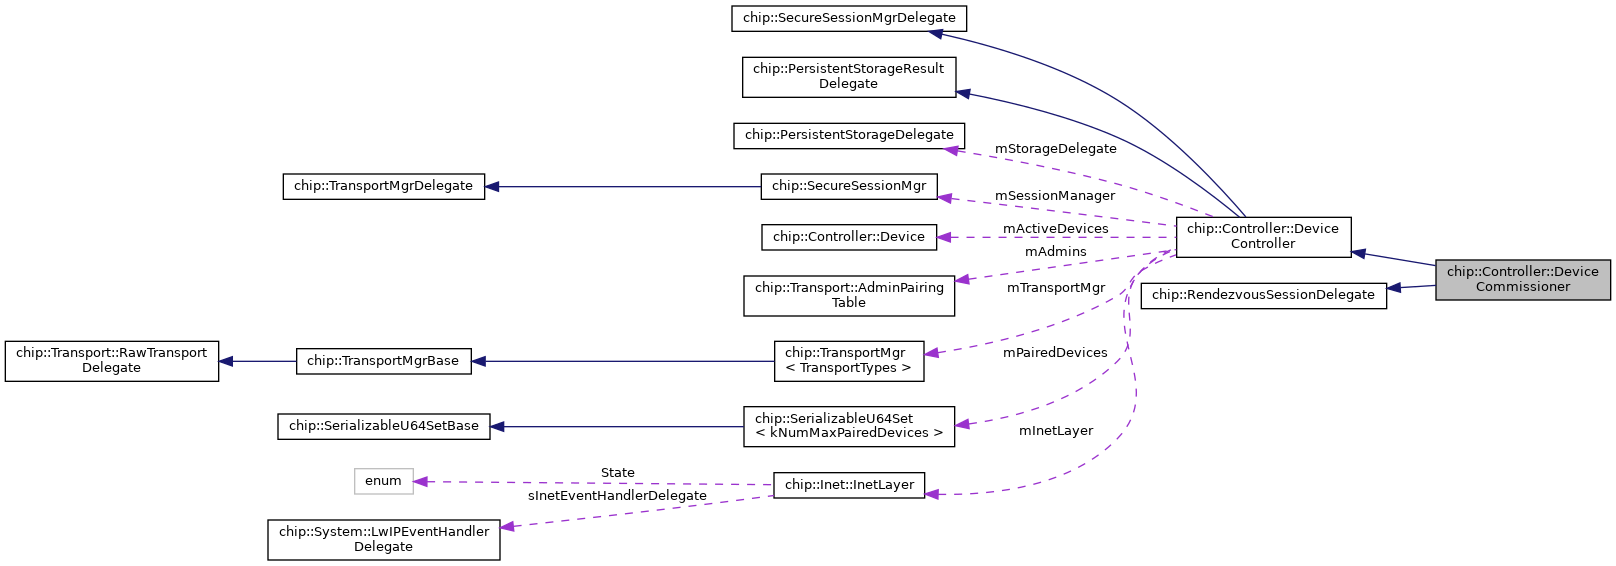 chip::SecureSessionMgrDelegate
chip::PersistentStorageResult
Delegate
chip::PersistentStorageDelegate
mStorageDelegate
chip::TransportMgrDelegate
chip::SecureSessionMgr
mSessionManager
chip::Controller::Device
mActiveDevices
chip::Controller::Device
Controller
mAdmins
chip::Controller::Device
Commissioner
chip::Transport::AdminPairing
Table
mTransportMgr
chip::RendezvousSessionDelegate
chip::Transport::RawTransport
Delegate
chip::TransportMgrBase
chip::TransportMgr
< TransportTypes >
mPairedDevices
chip::SerializableU64SetBase
chip::SerializableU64Set
< kNumMaxPairedDevices >
mInetLayer
enum
State
chip::Inet::InetLayer
sInetEventHandlerDelegate
chip::System::LwIPEventHandler
Delegate